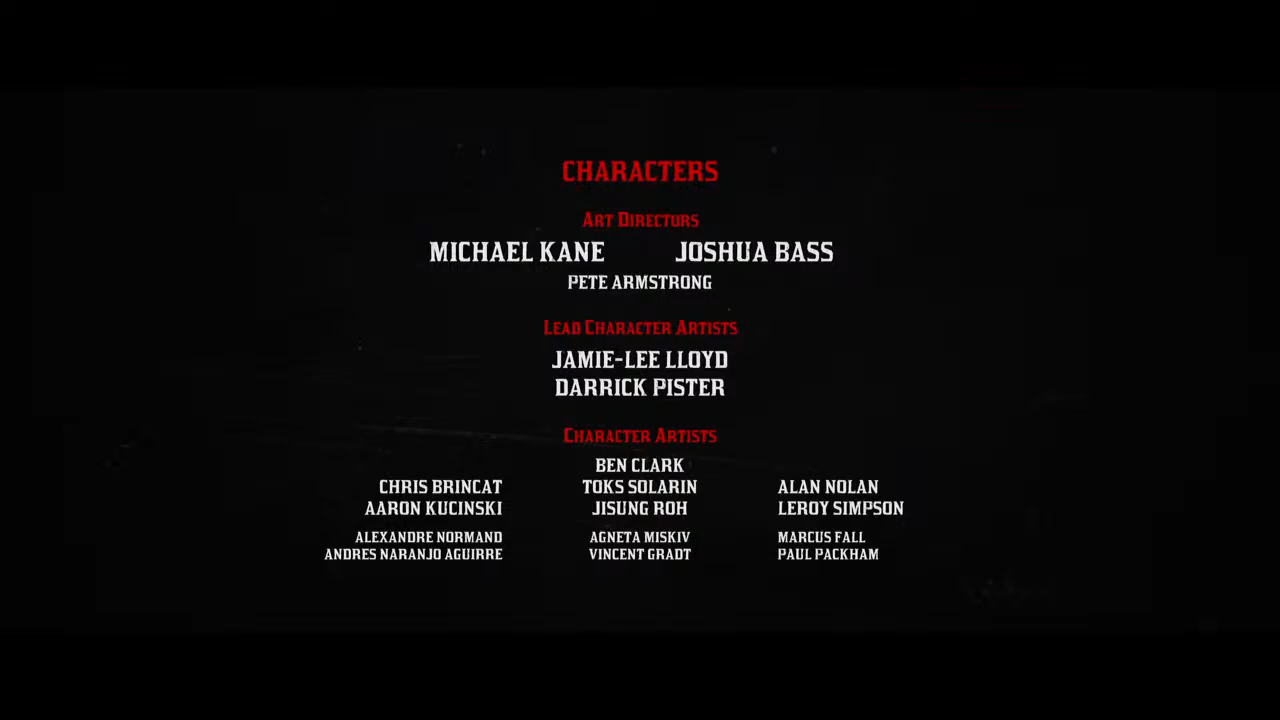 CHARACTERS
ART DIRECTORS
MICHAEL KANE JOSHUA BASS
PETE ARMSTRONG
LEAD CHARACTER ARTISTS
JAMIE-LEE LLOYD
DARRICK PISTER
CHARACTER ARTISTS
BEN CLARK
CHRIS BRINCAT TOKS SOLARIN ALAN NOLAN
AARON KUCINSKI JISUNG ROH LEROY SIMPSON
ALEXANDRE NORMAND AGNETA MISKIV MARCUS FALL
ANDRES NARANJO AGUIRRE VINCENT GRADT PAUL PACKHAM